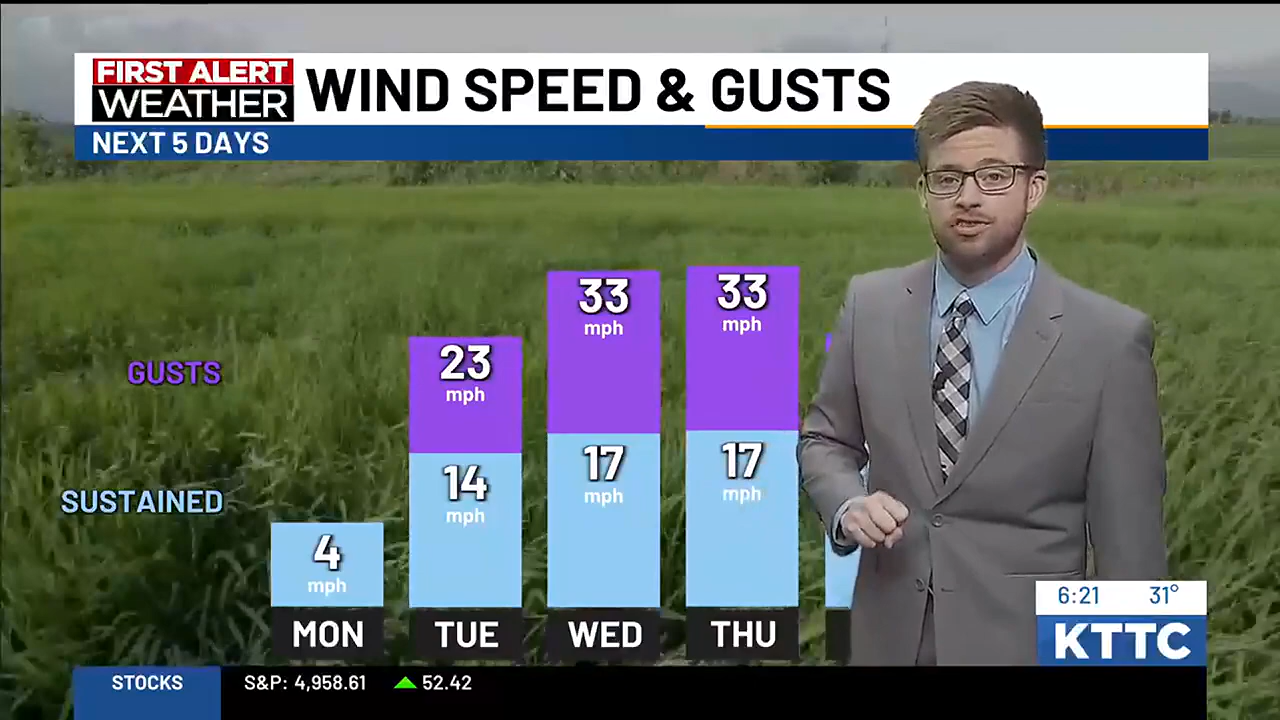 FIRST ALERT
WEATHER
WIND SPEED & GUSTS
NEXT 5 DAYS
GUSTS
SUSTAINED
4
mph
23
mph
14
mph
33
mph
17
mph
33
mph
17
mph
MON
TUE
WED
THU
6:21
31°
KTTC
STOCKS
S&P: 4,958.61
52.42